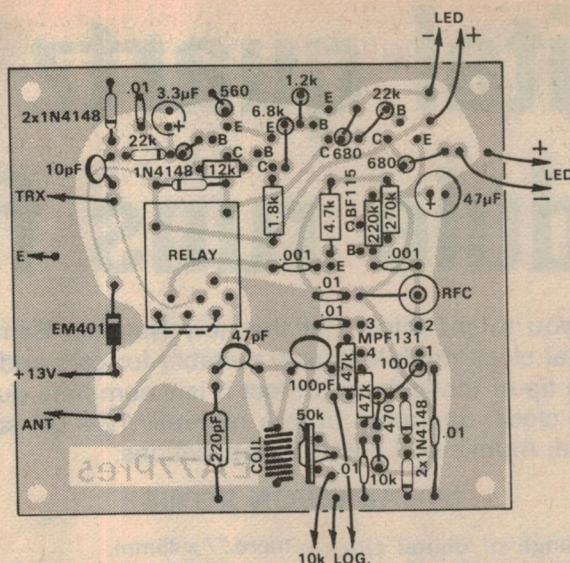 LED
− +
1.2k
.01
3.3µF
560
22k
E
2x1N4148
6.8k
E
B
B
+
E
E
C
E
22k
B
B
C 680
C
E
+
10pF
1N4148
12k
C
C
680
−
LED
TRX
1.8k
4.7k
BF115
C
B
220k
270k
+
47µF
E
RELAY
.001
E
.001
.01
RFC
EM401
.01
3
2
47pF
MPF131
4
1
+13V
100pF
47k
100
47k
ANT
470
220pF
COIL
50k
2x1N4148
.01
.01
10k
EK77Pre5
10k LOG.